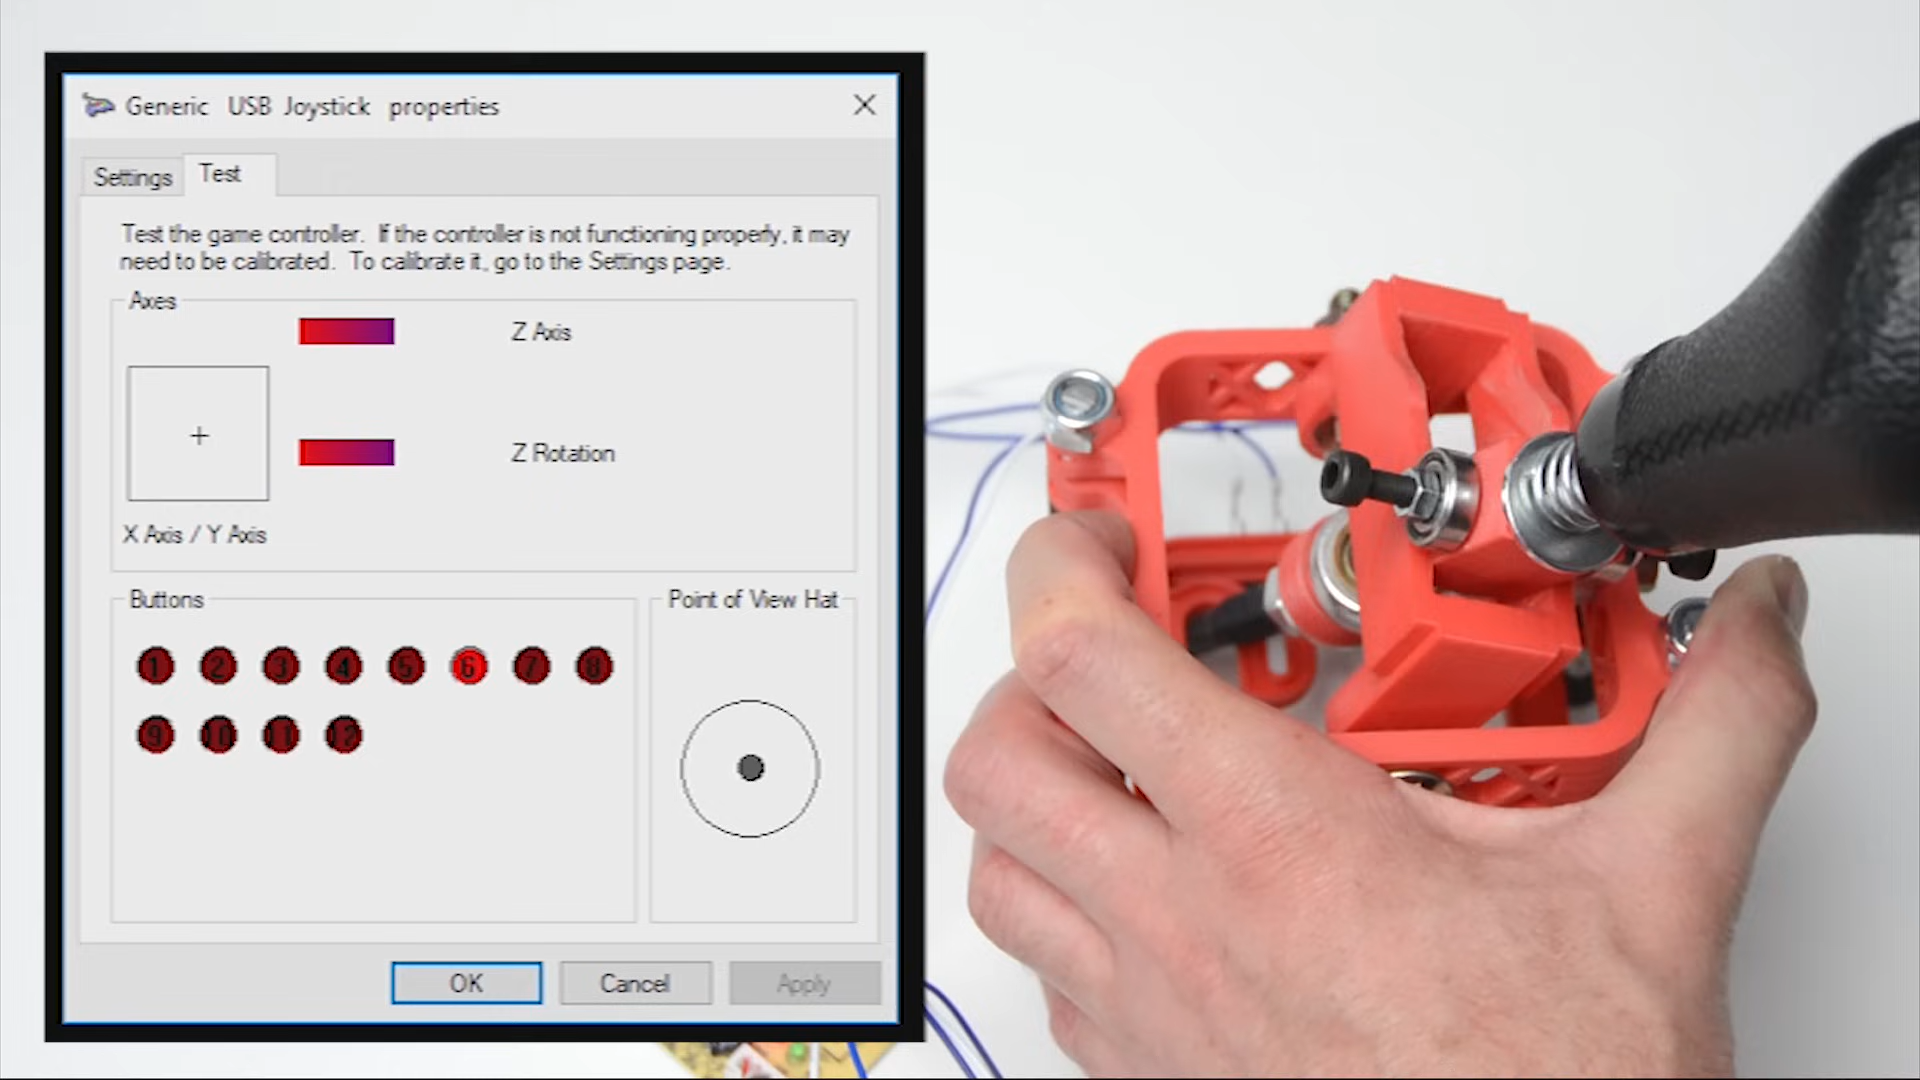 Generic USB Joystick properties
Settings
Test
Test the game controller. If the controller is not functioning properly, it may
need to be calibrated. To calibrate it, go to the Settings page.
Axes
Z Axis
Z Rotation
X Axis / Y Axis
Buttons
1 2 3 4 5 6 7 8
9 10 11 12
Point of View Hat
OK
Cancel
Apply